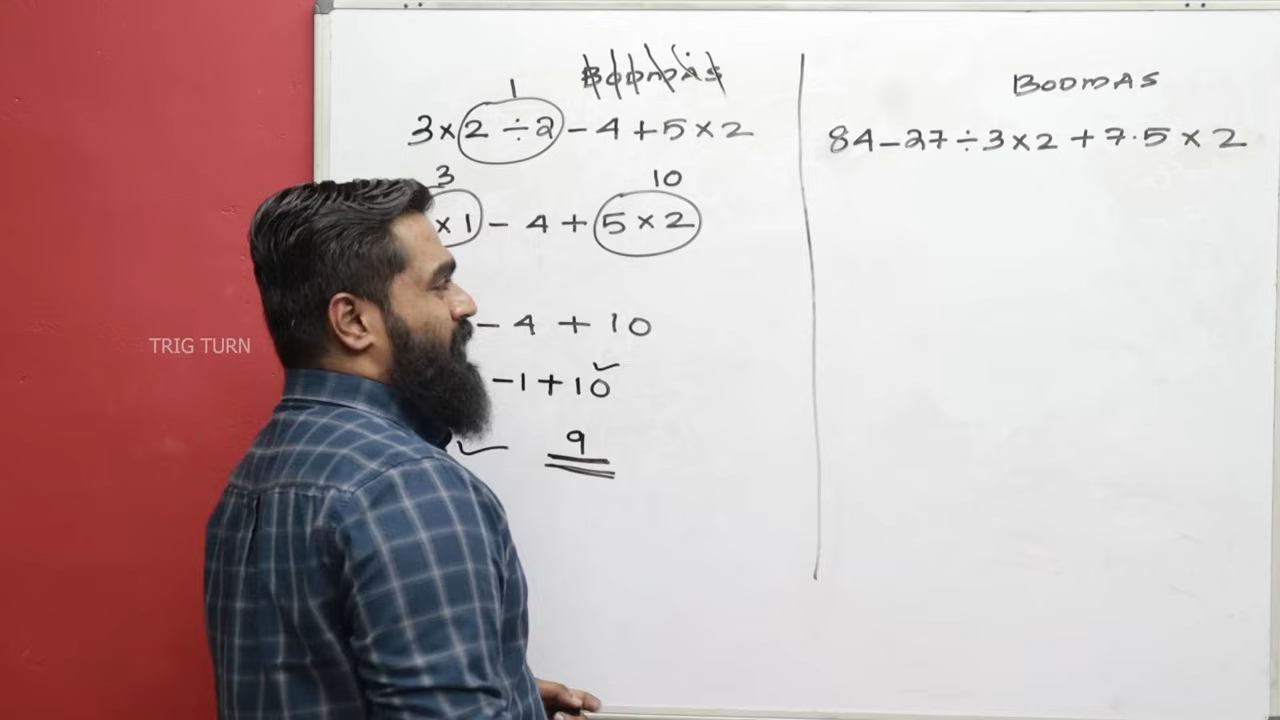 BODMAS
1
3×2÷2-4+5×2
3 10
×1-4+5×2
-4+10
-1+10
9
BODMAS
84-27÷3×2+7.5×2
TRIG TURN